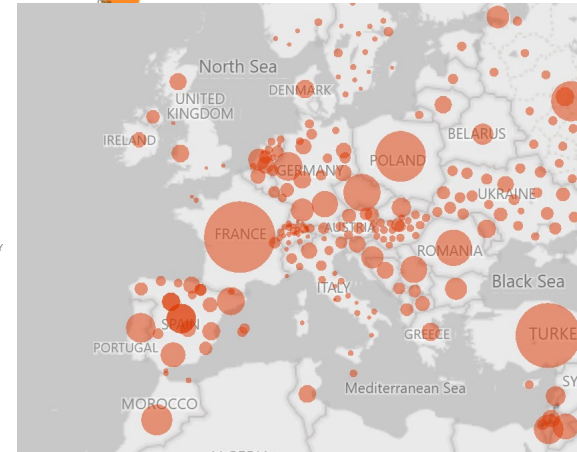 North Sea
DENMARK
UNITED
KINGDOM
IRELAND
BELARUS
POLAND
GERMANY
UKRAINE
FRANCE
AUSTRIA
ROMANIA
Black Sea
ITALY
SPAIN
PORTUGAL
GREECE
TURKE
SY
Mediterranean Sea
MOROCCO